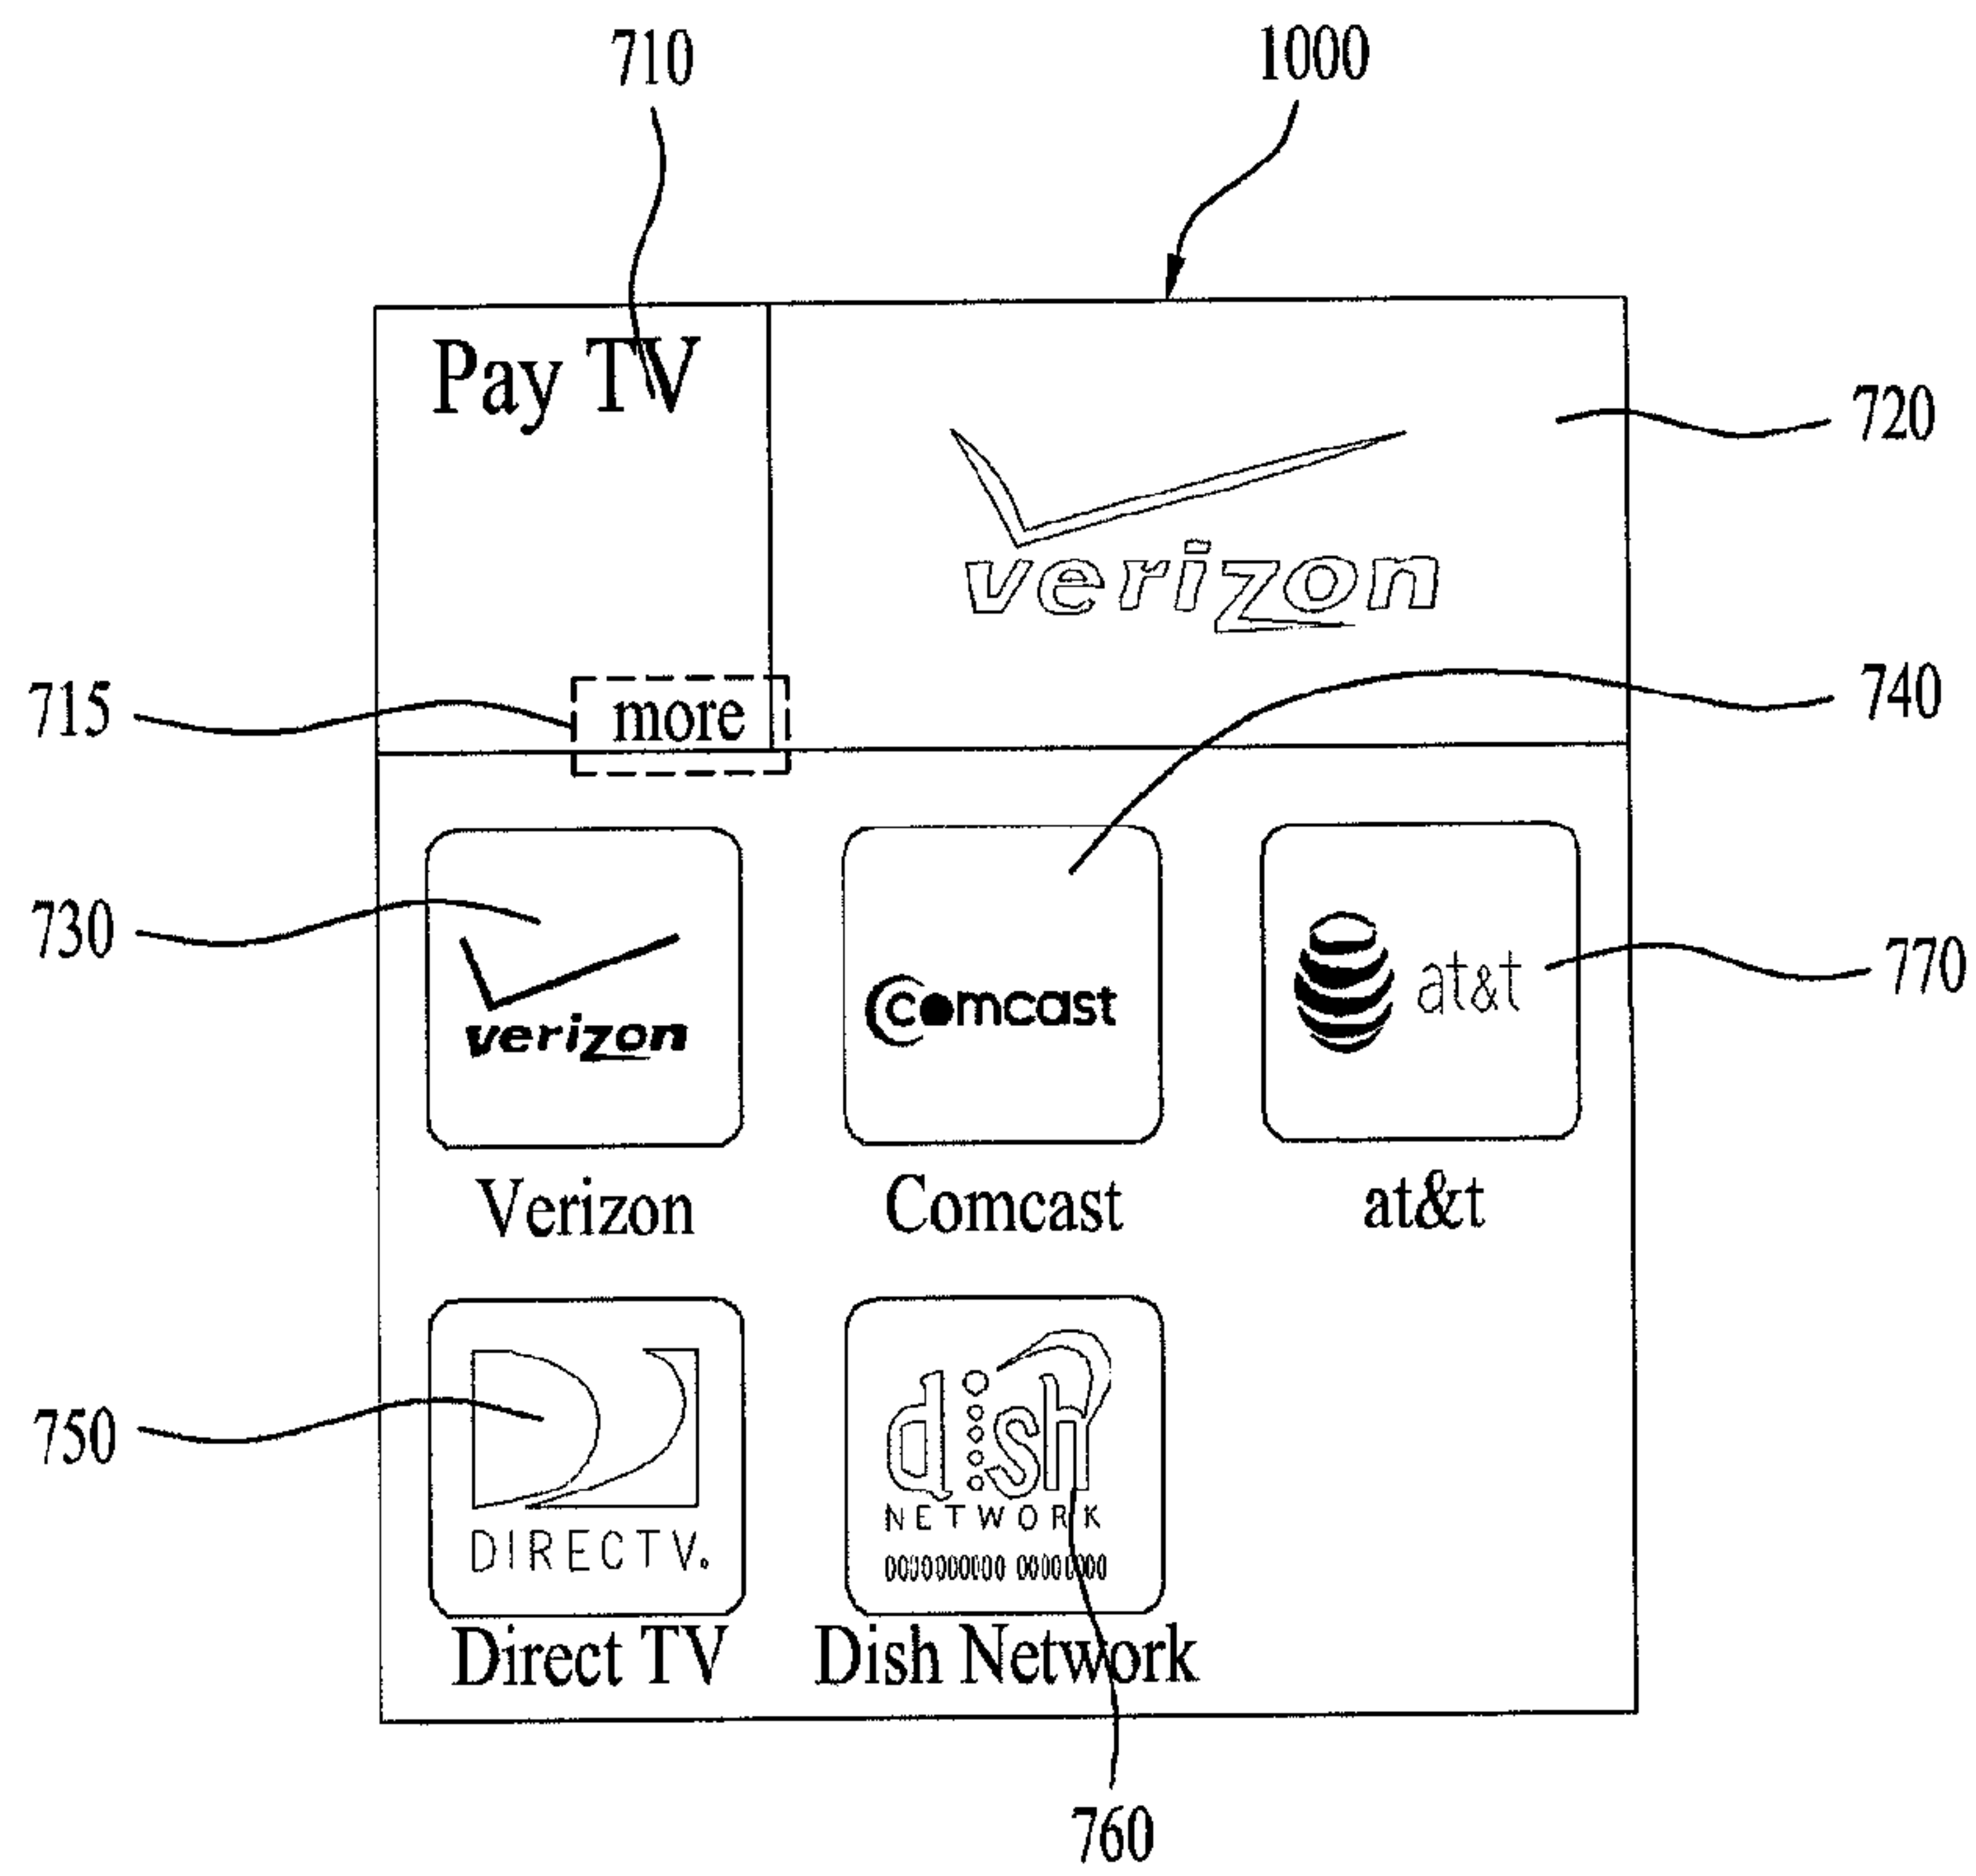 710
1000
Pay TV
720
verizon
715
more
740
730
verizon
comcast
at&t
770
Verizon
Comcast
at&t
750
DIRECTV.
dish
NETWORK
Direct TV
Dish Network
760